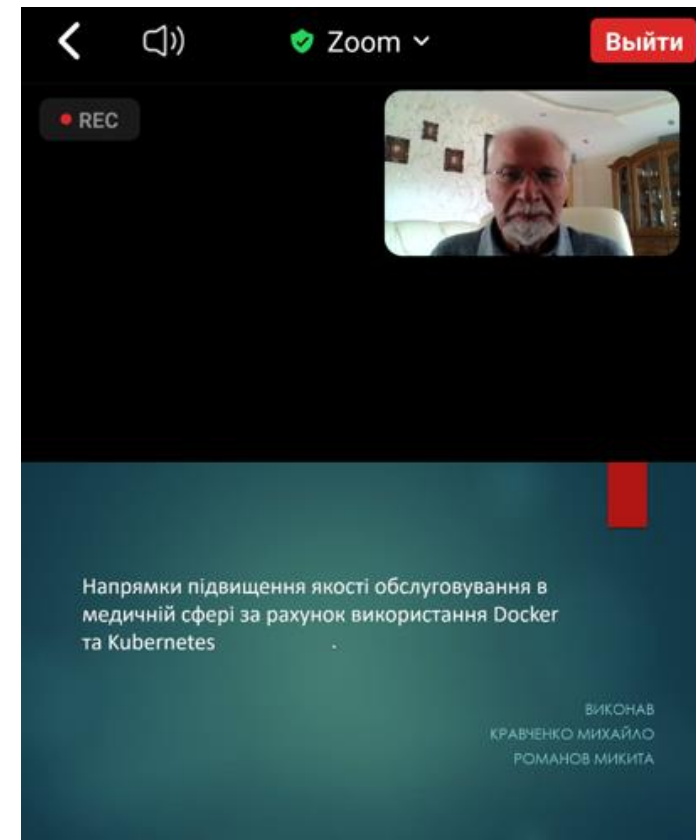 Zoom
Выйти
REC
Напрямки підвищення якості обслуговування в
медичній сфері за рахунок використання Docker
та Kubernetes .
ВИКОНАВ
КРАВЧЕНКО МИХАЙЛО
РОМАНОВ МИКИТА